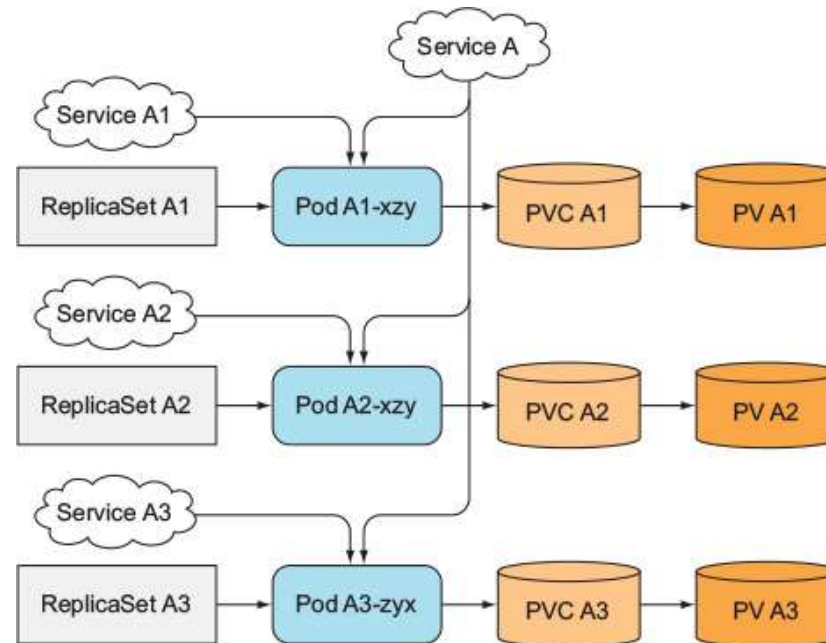 Service A
Service A1
ReplicaSet A1
Pod A1-xzy
PVC A1
PV A1
Service A2
ReplicaSet A2
Pod A2-xzy
PVC A2
PV A2
Service A3
ReplicaSet A3
Pod A3-zyx
PVC A3
PV A3